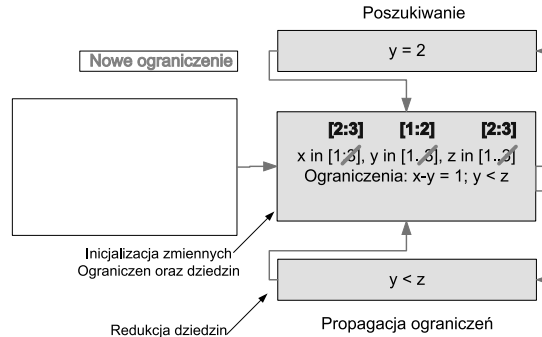 Poszukiwanie
y = 2
Nowe ograniczenie
[2:3] [1:2] [2:3]
x in [1:3], y in [1..3], z in [1..3]
Ograniczenia: x-y = 1; y < z
Inicjalizacja zmiennych
Ograniczen oraz dziedzin
y < z
Redukcja dziedzin
Propagacja ograniczeń